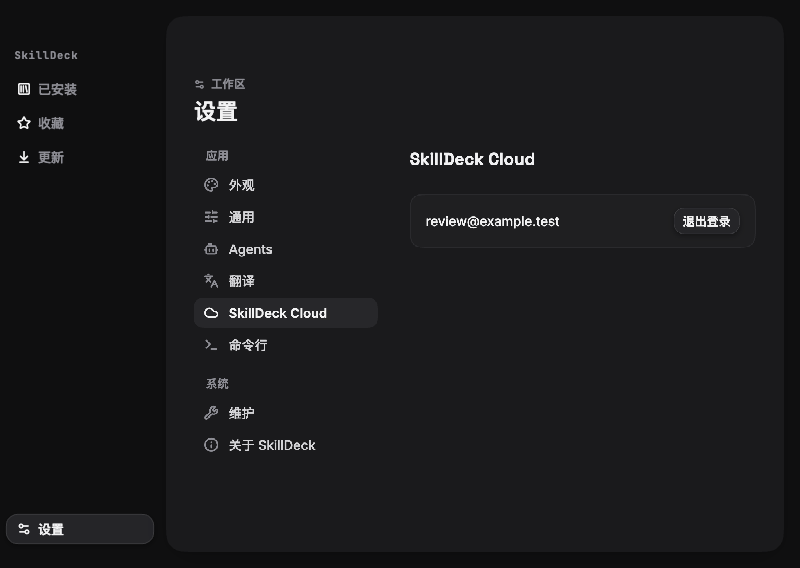 SkillDeck
已安装
收藏
更新
设置
工作区
设置
应用
外观
通用
Agents
翻译
SkillDeck Cloud
命令行
系统
维护
关于 SkillDeck
SkillDeck Cloud
review@example.test
退出登录